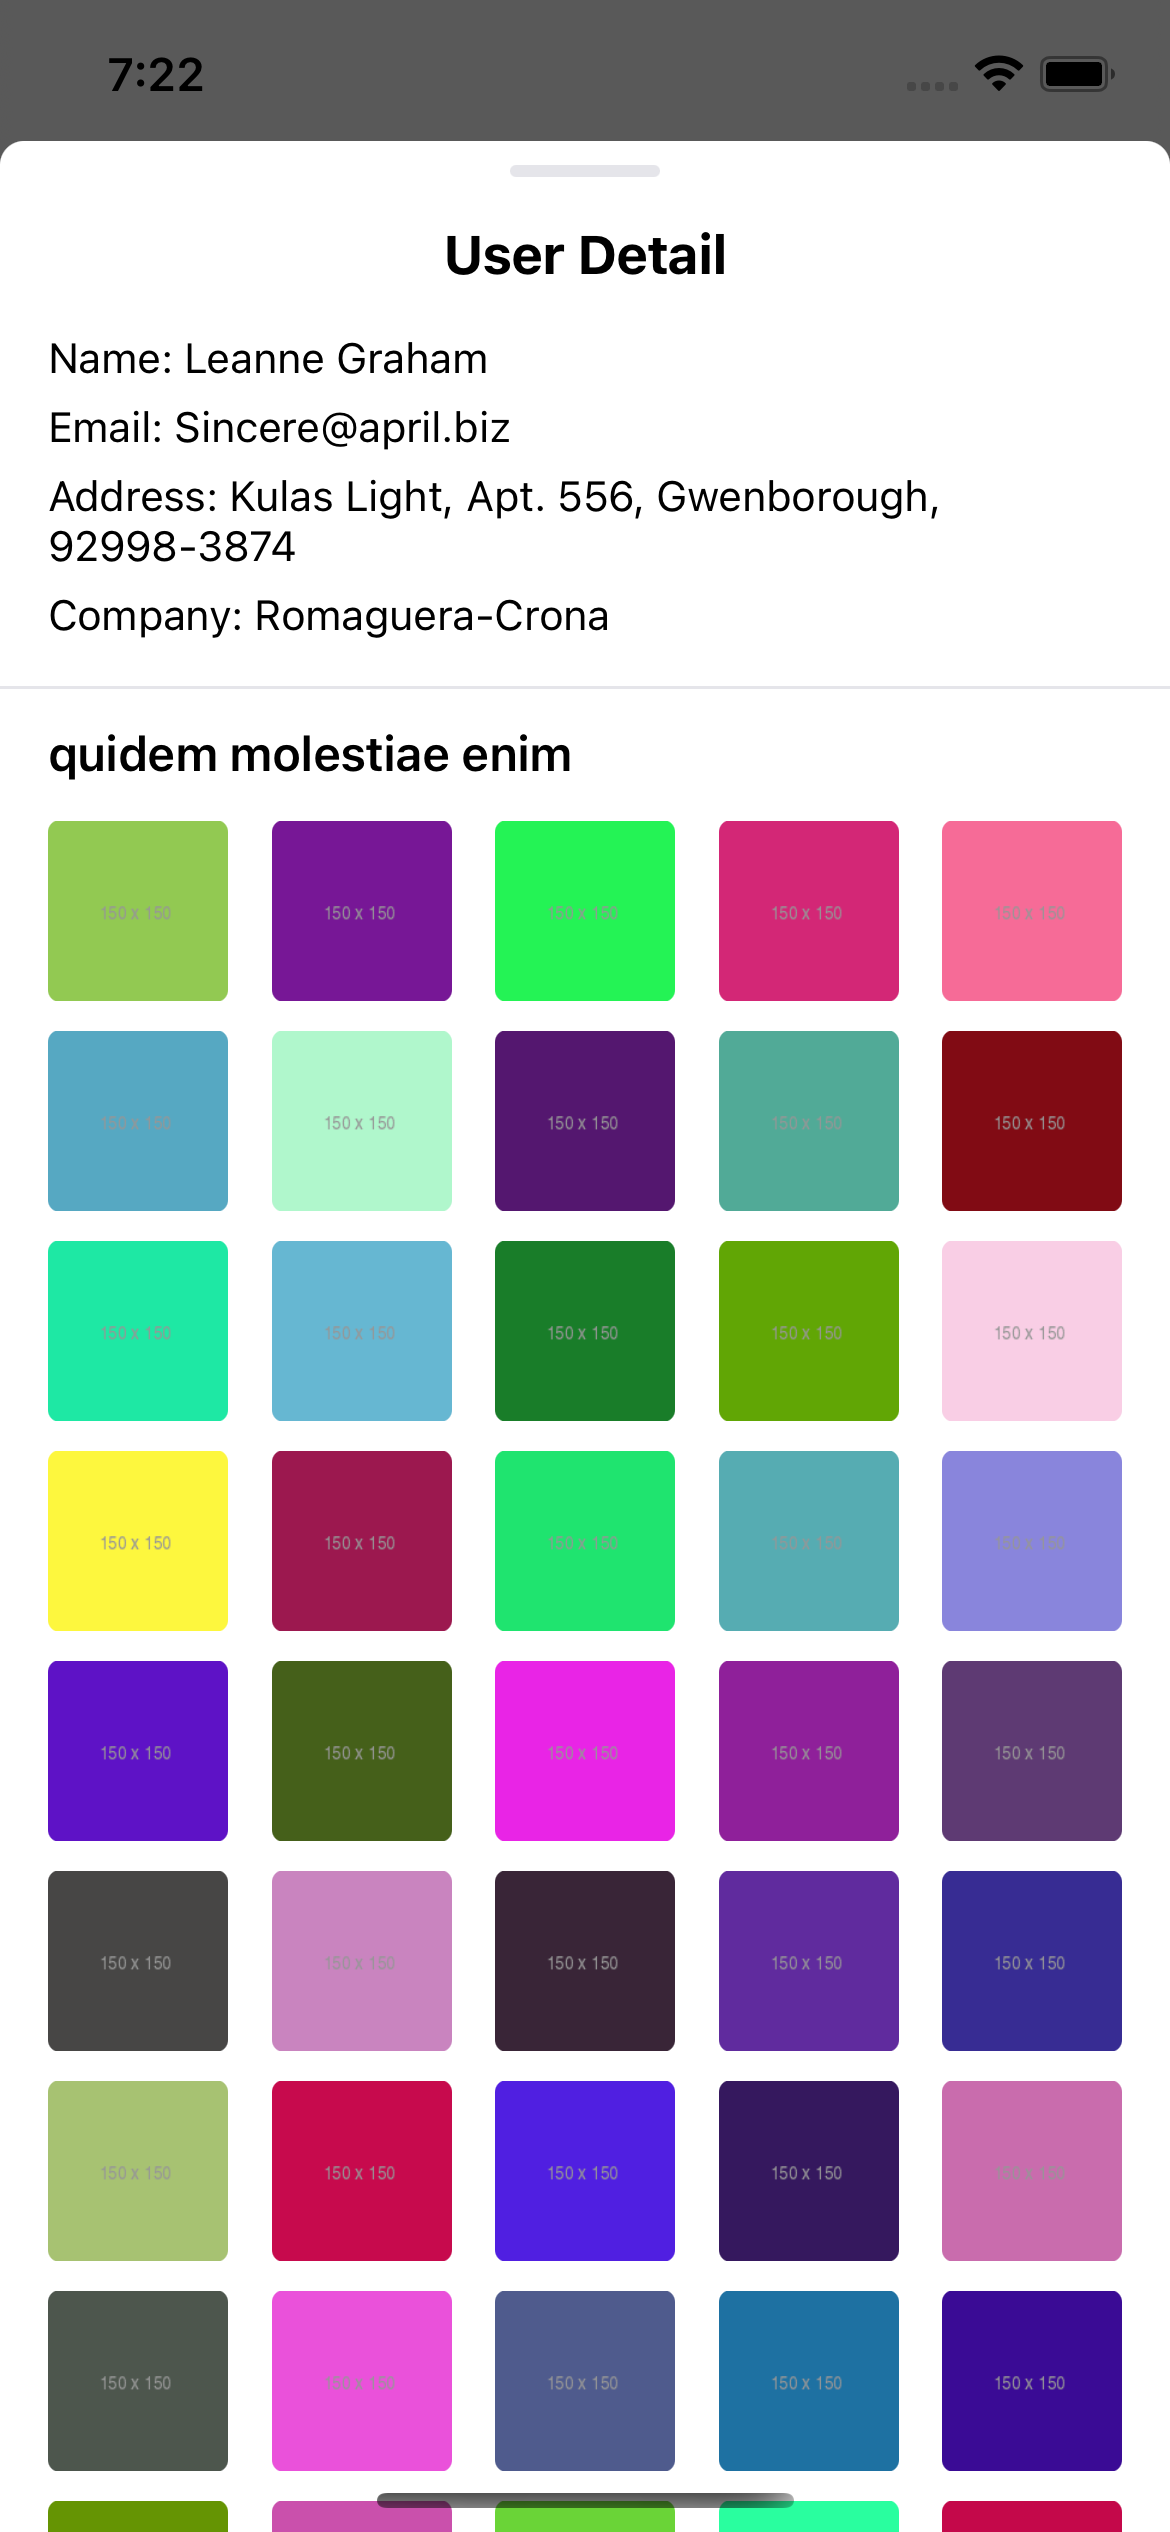 7:22
User Detail
Name: Leanne Graham
Email: Sincere@april.biz
Address: Kulas Light, Apt. 556, Gwenborough,
92998-3874
Company: Romaguera-Crona
quidem molestiae enim
150 x 150 150 x 150 150 x 150 150 x 150 150 x 150
150 x 150 150 x 150 150 x 150 150 x 150 150 x 150
150 x 150 150 x 150 150 x 150 150 x 150 150 x 150
150 x 150 150 x 150 150 x 150 150 x 150 150 x 150
150 x 150 150 x 150 150 x 150 150 x 150 150 x 150
150 x 150 150 x 150 150 x 150 150 x 150 150 x 150
150 x 150 150 x 150 150 x 150 150 x 150 150 x 150
150 x 150 150 x 150 150 x 150 150 x 150 150 x 150